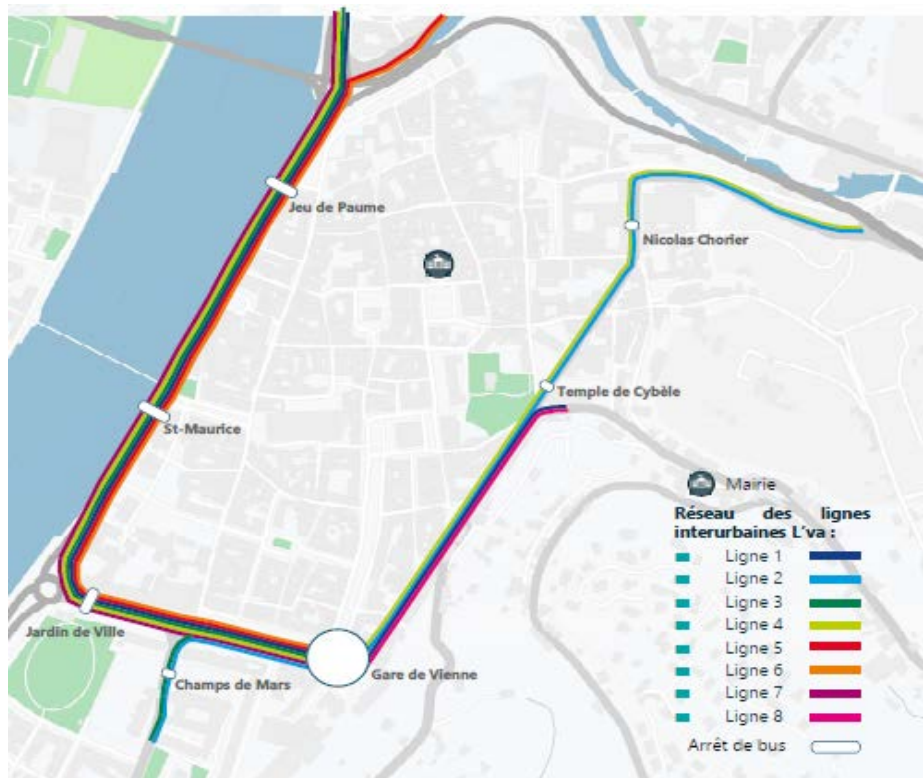 Jeu de Paume
Nicolas Chorier
Temple de Cybèle
St-Maurice
Jardin de Ville
Champs de Mars
Gare de Vienne
Mairie
Réseau des lignes
interurbaines L'va :
Ligne 1
Ligne 2
Ligne 3
Ligne 4
Ligne 5
Ligne 6
Ligne 7
Ligne 8
Arrêt de bus